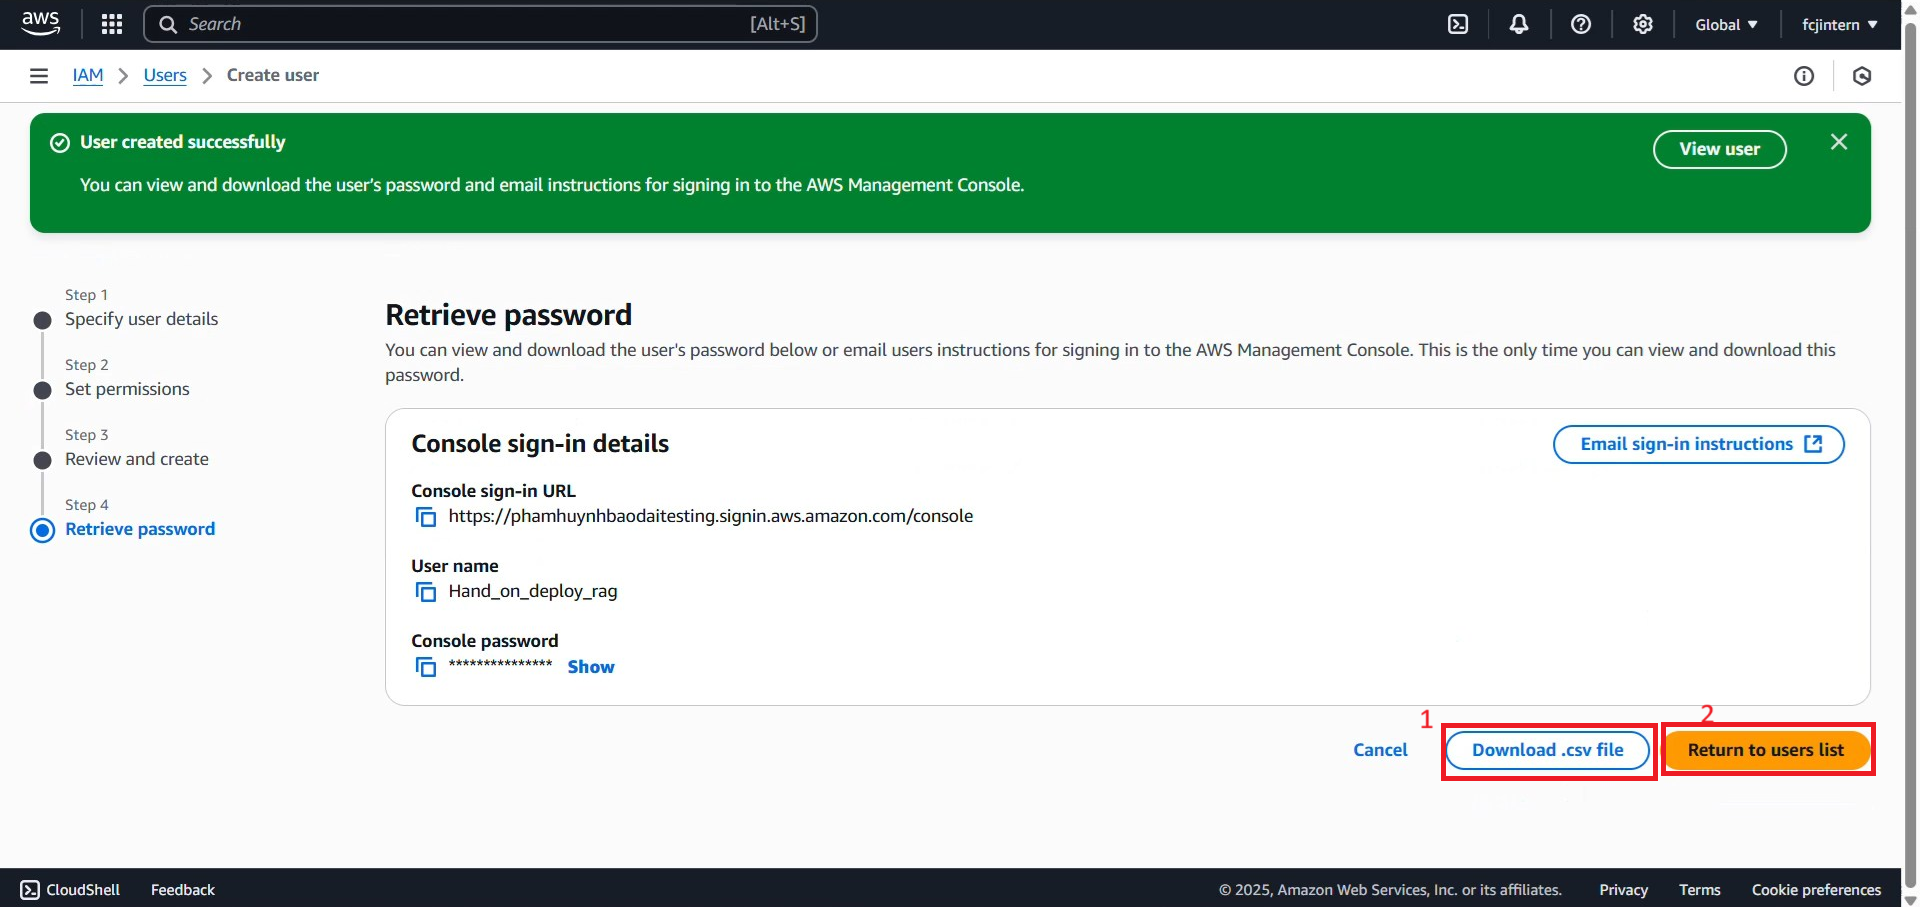 aws
Search [Alt+S]
Global fcjintern
IAM Users Create user
User created successfully
View user
You can view and download the user's password and email instructions for signing in to the AWS Management Console.
Step 1
Specify user details
Step 2
Set permissions
Step 3
Review and create
Step 4
Retrieve password
Retrieve password
You can view and download the user's password below or email users instructions for signing in to the AWS Management Console. This is the only time you can view and download this
password.
Console sign-in details
Email sign-in instructions
Console sign-in URL
https://phamhuynhbaodaitesting.signin.aws.amazon.com/console
User name
Hand_on_deploy_rag
Console password
*************** Show
1 2
Cancel Download .csv file Return to users list
CloudShell Feedback © 2025, Amazon Web Services, Inc. or its affiliates. Privacy Terms Cookie preferences